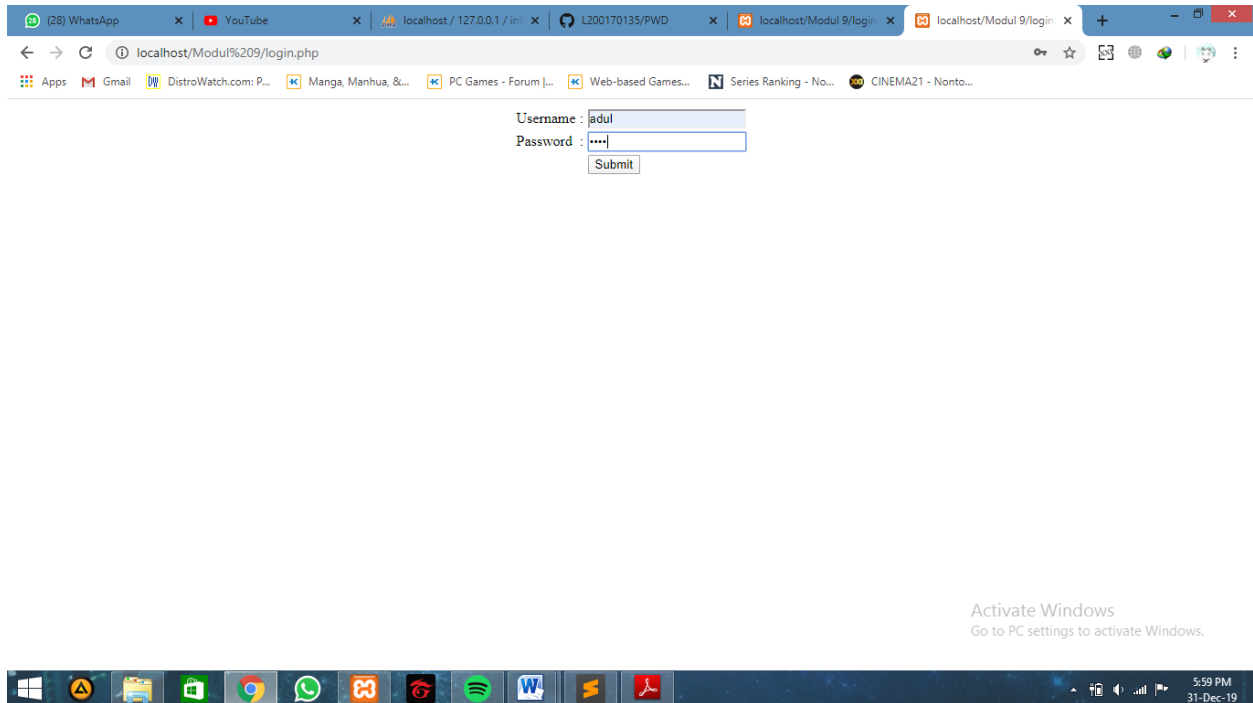 (28) WhatsApp
YouTube
localhost / 127.0.0.1 / inf
L200170135/PWD
localhost/Modul 9/login
localhost/Modul 9/login
localhost/Modul%209/login.php
Apps
Gmail
DistroWatch.com: P...
Manga, Manhua, &...
PC Games - Forum |...
Web-based Games...
Series Ranking - No...
CINEMA21 - Nonto...
Username : adul
Password : ••••
Submit
Activate Windows
Go to PC settings to activate Windows.
5:59 PM
31-Dec-19